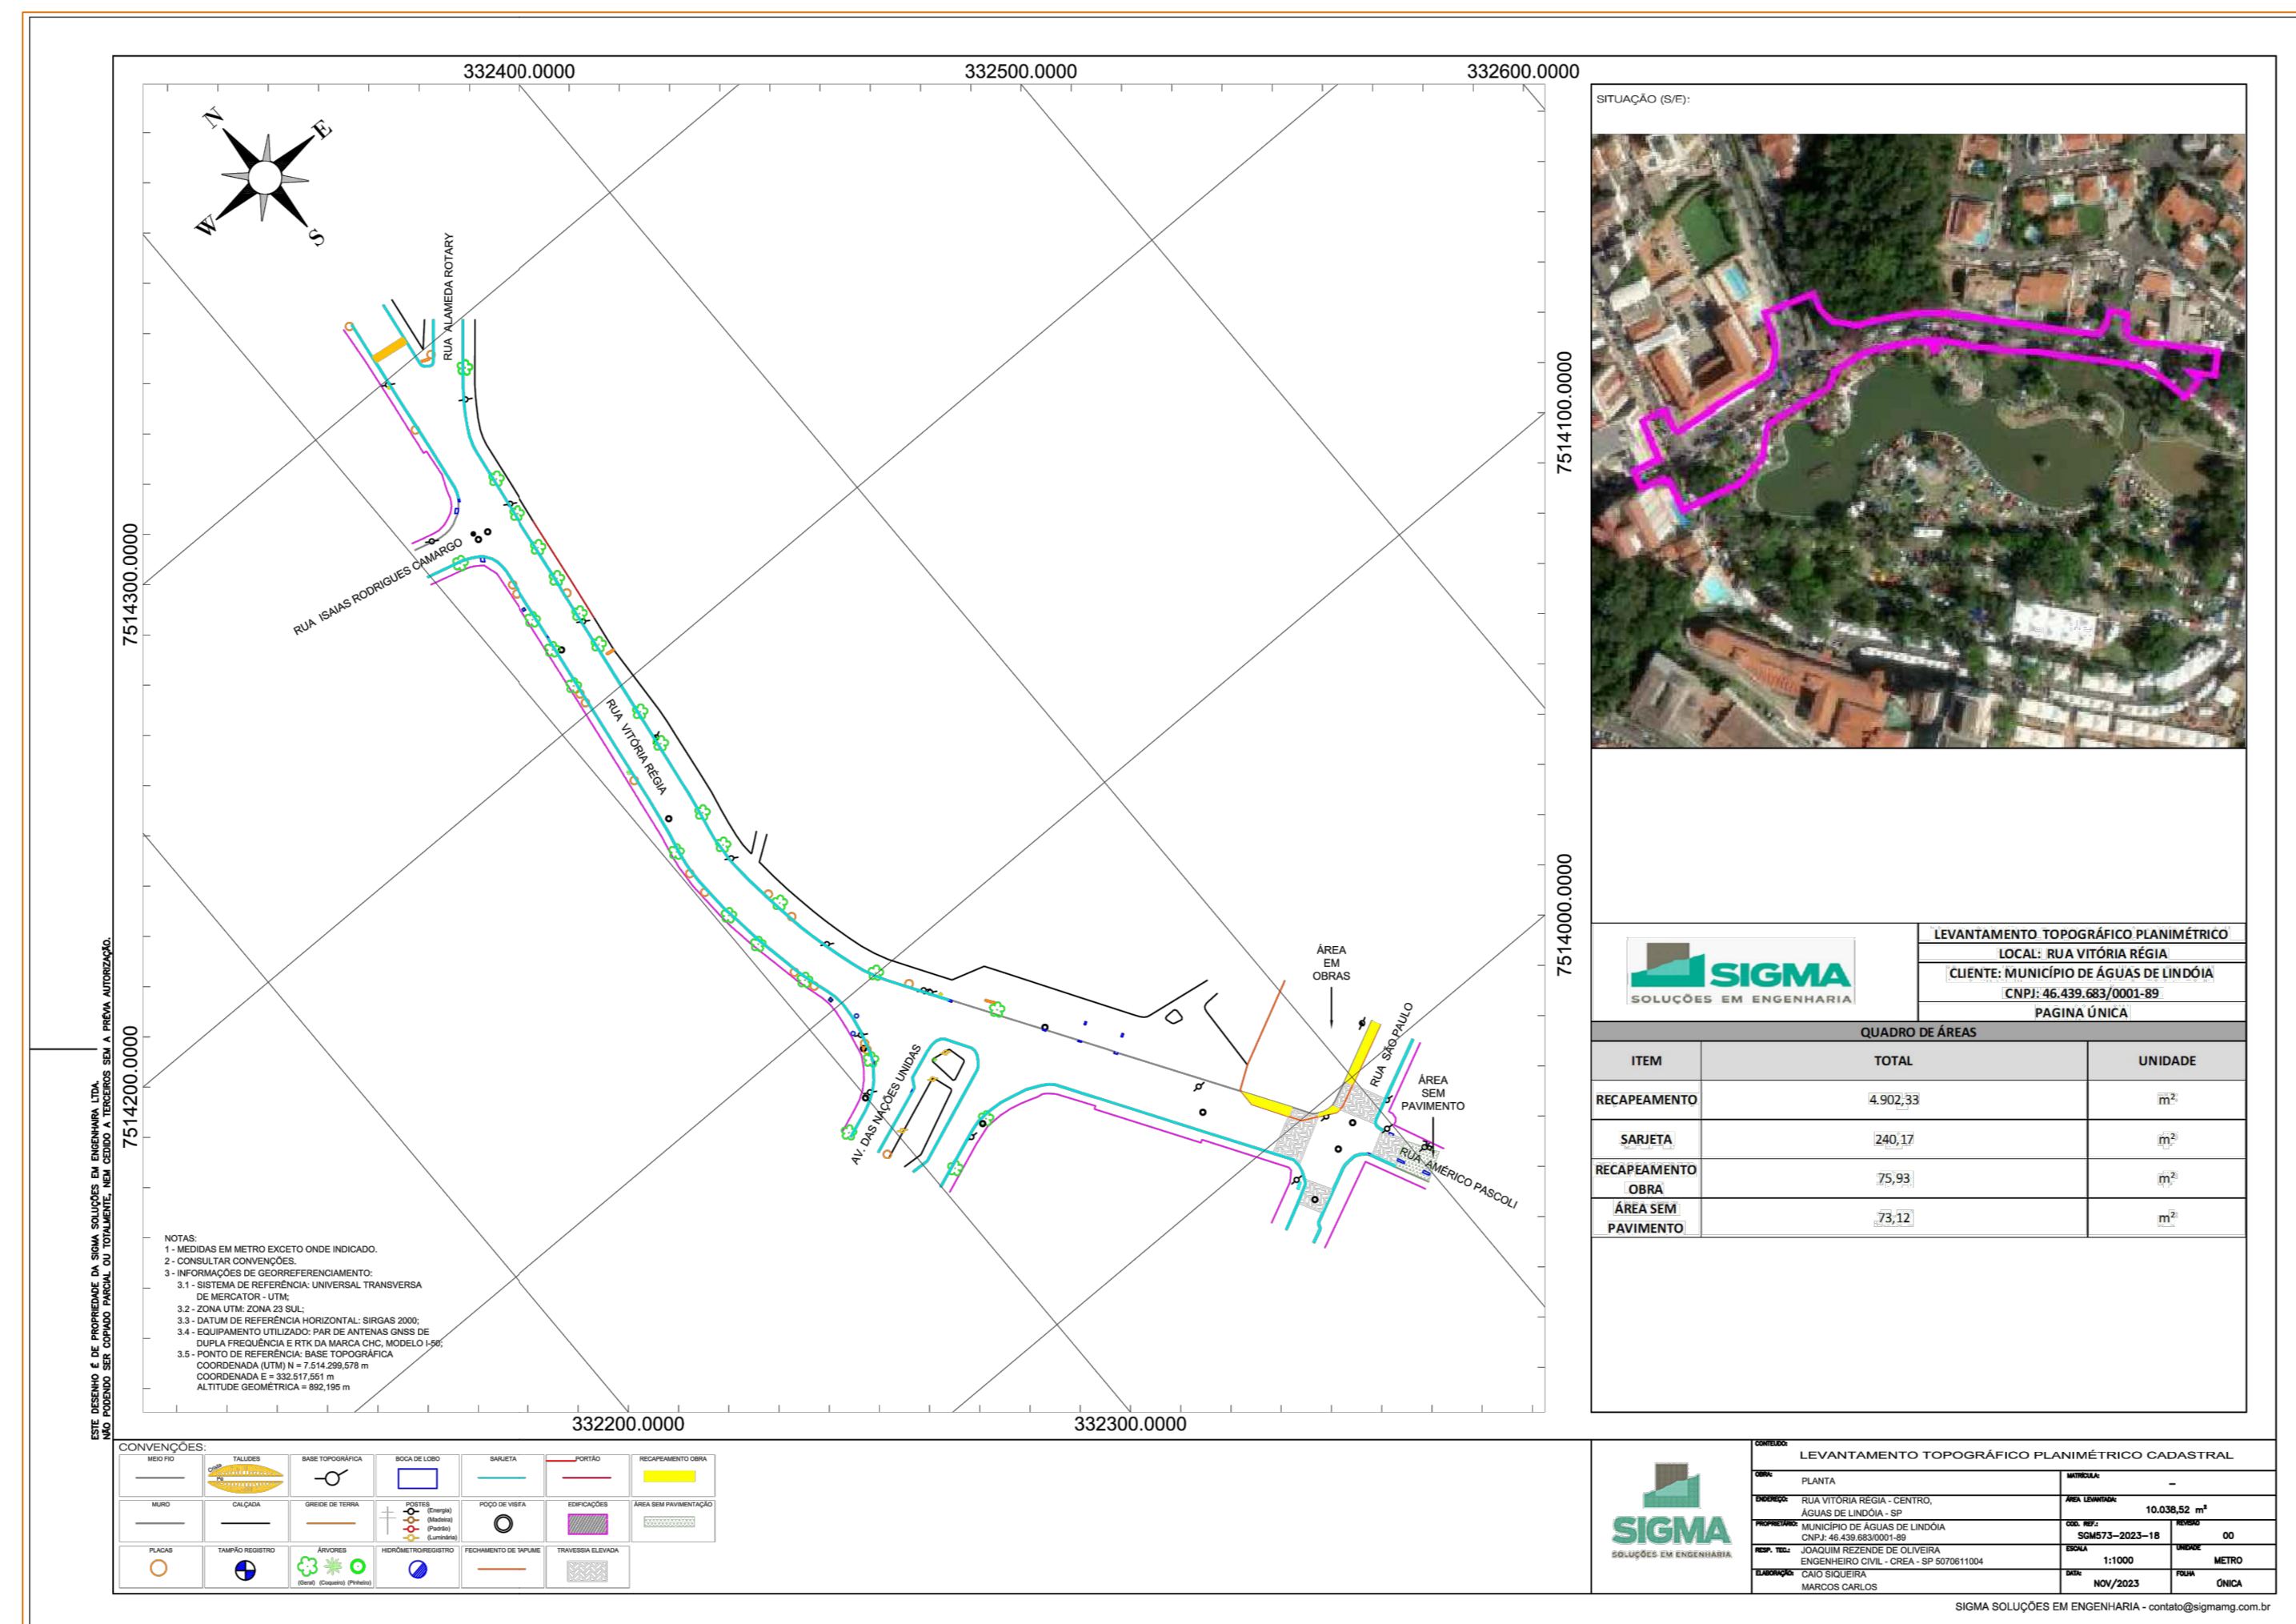 332400.0000
332500.0000
332600.0000
N
E
W
S
RUA ALAMEDA ROTARY
RUA ISAIAS RODRIGUES CAMARGO
RUA VITÓRIA RÉGIA
AV. DAS NAÇÕES UNIDAS
ÁREA
EM
OBRAS
RUA SÃO PAULO
ÁREA
SEM
PAVIMENTO
RUA AMÉRICO PASCOLI
7514300.0000
7514200.0000
7514100.0000
7514000.0000
332200.0000
332300.0000
NOTAS:
1 - MEDIDAS EM METRO EXCETO ONDE INDICADO.
2 - CONSULTAR CONVENÇÕES.
3 - INFORMAÇÕES DE GEORREFERENCIAMENTO:
3.1 - SISTEMA DE REFERÊNCIA: UNIVERSAL TRANSVERSA
DE MERCATOR - UTM;
3.2 - ZONA UTM: ZONA 23 SUL;
3.3 - DATUM DE REFERÊNCIA HORIZONTAL: SIRGAS 2000;
3.4 - EQUIPAMENTO UTILIZADO: PAR DE ANTENAS GNSS DE
DUPLA FREQUÊNCIA E RTK DA MARCA CHC, MODELO I-50;
3.5 - PONTO DE REFERÊNCIA: BASE TOPOGRÁFICA
COORDENADA (UTM) N = 7.514.299,578 m
COORDENADA E = 332.517,551 m
ALTITUDE GEOMÉTRICA = 892,195 m
ESTE DESENHO É DE PROPRIEDADE DA SIGMA SOLUÇÕES EM ENGENHARA LTDA.
NÃO PODENDO SER COPIADO PARCIAL OU TOTALMENTE, NEM CEDIDO A TERCEIROS SEM A PRÉVIA AUTORIZAÇÃO.
SITUAÇÃO (S/E):
SIGMA
SOLUÇÕES EM ENGENHARIA
LEVANTAMENTO TOPOGRÁFICO PLANIMÉTRICO
LOCAL: RUA VITÓRIA RÉGIA
CLIENTE: MUNICÍPIO DE ÁGUAS DE LINDÓIA
CNPJ: 46.439.683/0001-89
PAGINA ÚNICA
QUADRO DE ÁREAS
ITEM TOTAL UNIDADE
RECAPEAMENTO 4.902,33 m²
SARJETA 240,17 m²
RECAPEAMENTO OBRA 75,93 m²
ÁREA SEM PAVIMENTO 73,12 m²
CONVENÇÕES:
MEIO FIO
TALUDES
Crista
Pé
BASE TOPOGRÁFICA
BOCA DE LOBO
SARJETA
PORTÃO
RECAPEAMENTO OBRA
MURO
CALÇADA
GREIDE DE TERRA
POSTES
(Energia)
(Madeira)
(Padrão)
(Luminária)
POÇO DE VISITA
EDIFICAÇÕES
ÁREA SEM PAVIMENTAÇÃO
PLACAS
TAMPÃO REGISTRO
ÁRVORES
(Geral) (Coqueiro) (Pinheiro)
HIDRÔMETRO/REGISTRO
FECHAMENTO DE TAPUME
TRAVESSIA ELEVADA
SIGMA
SOLUÇÕES EM ENGENHARIA
CONTEÚDO:
LEVANTAMENTO TOPOGRÁFICO PLANIMÉTRICO CADASTRAL
OBRA: PLANTA
MATRÍCULA: –
ENDEREÇO: RUA VITÓRIA RÉGIA - CENTRO,
ÁGUAS DE LINDÓIA - SP
ÁREA LEVANTADA: 10.038,52 m²
PROPRIETÁRIO: MUNICÍPIO DE ÁGUAS DE LINDÓIA
CNPJ: 46.439.683/0001-89
COD. REF.: SGM573-2023-18
REVISÃO 00
RESP. TEC.: JOAQUIM REZENDE DE OLIVEIRA
ENGENHEIRO CIVIL - CREA - SP 5070611004
ESCALA 1:1000
UNIDADE METRO
ELABORAÇÃO: CAIO SIQUEIRA
MARCOS CARLOS
DATA: NOV/2023
FOLHA ÚNICA
SIGMA SOLUÇÕES EM ENGENHARIA - contato@sigmamg.com.br